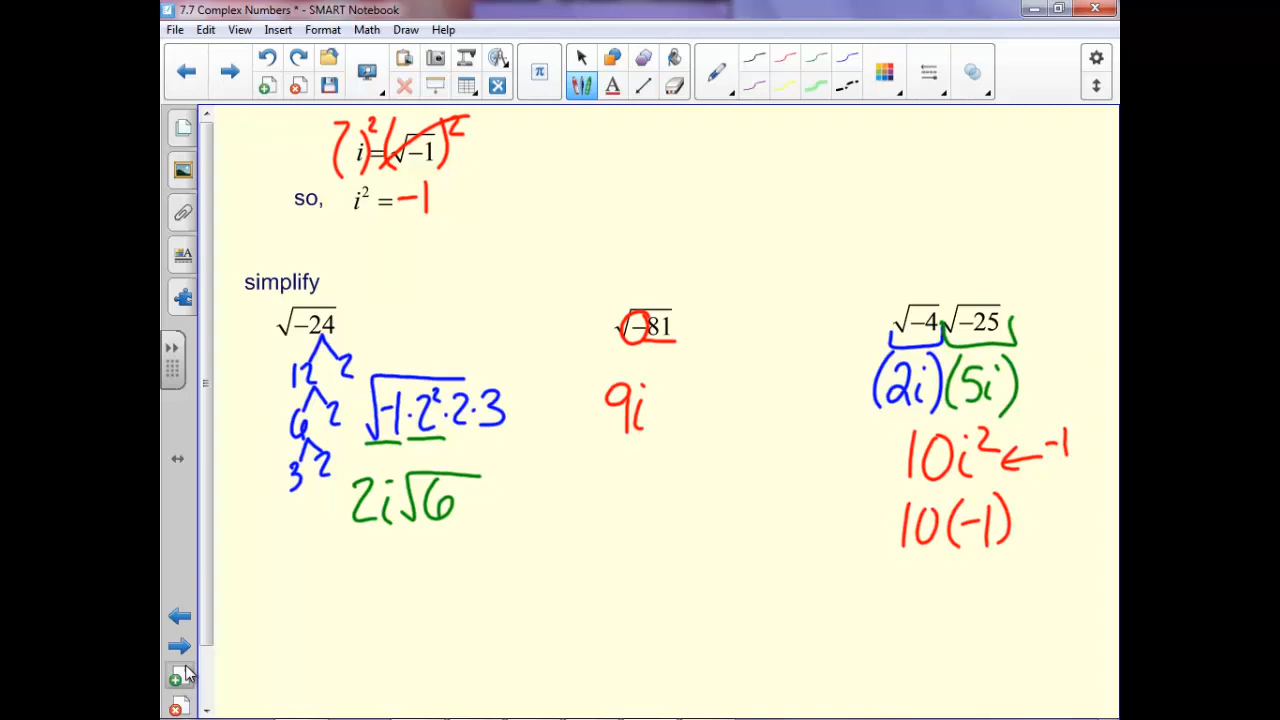 7.7 Complex Numbers * - SMART Notebook
File Edit View Insert Format Math Draw Help
( i )² = ( √−1 )²
so, i² = −1
simplify
√−24
12 2
6 2
3 2
√−1·2²·2·3
2i√6
√−81
9i
√−4 √−25
(2i)(5i)
10i² ← −1
10(−1)